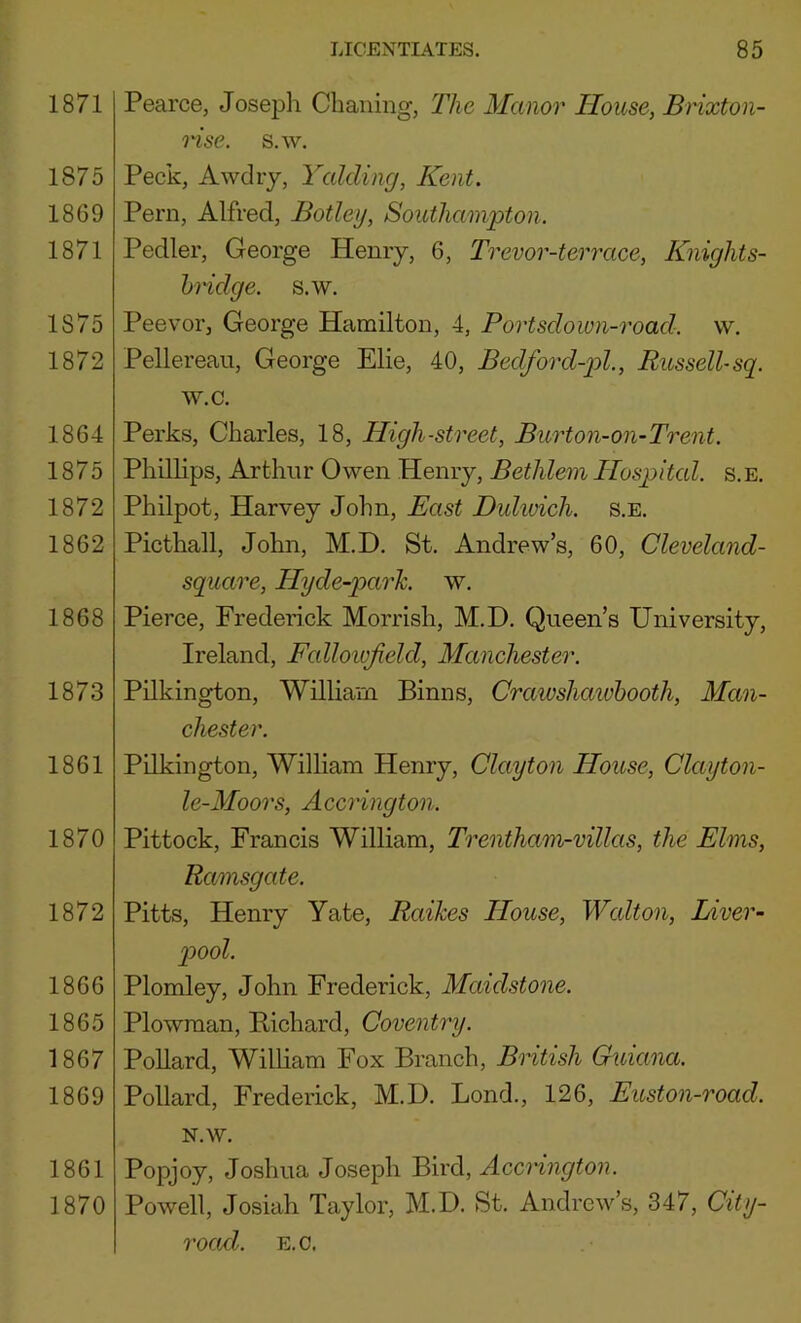 LICENTIATES. 85
1871 Pearce, Joseph Chaning, The Manor House, Brixton-
rise. S.W.
1875 Peck, Awdry, Yalding, Kent.
1869 Pern, Alfred, Botley, Southampton.
1871 Pedler, George Henry, 6, Trevor-terrace, Knights-
bridge. S.W.
1875 Peevor, George Hamilton, 4, Portsdown-road. W.
1872 Pellereau, George Elie, 40, Bedford-pl., Russell-sq.
W.C.
1864 Perks, Charles, 18, High-street, Burton-on-Trent.
1875 Phillips, Arthur Owen Henry, Bethlem Hospital. S.E.
1872 Philpot, Harvey John, East Dulwich. S.E.
1862 Picthall, John, M.D. St. Andrew's, 60, Cleveland-
square, Hyde-park. W.
1868 Pierce, Frederick Morrish, M.D. Queen's University,
Ireland, Fallowfield, Manchester.
1873 Pilkington, William Binns, Crawshawbooth, Man-
chester.
1861 Pilkington, William Henry, Clayton House, Clayton-
le-Moors, Accrington.
1870 Pittock, Francis William, Trentham-villas, the Elms,
Ramsgate.
1872 Pitts, Henry Yate, Raikes House, Walton, Liver-
pool.
1866 Plomley, John Frederick, Maidstone.
1865 Plowman, Richard, Coventry.
1867 Pollard, William Fox Branch, British Guiana.
1869 Pollard, Frederick, M.D. Lond., 126, Euston-road.
N.W.
1861 Popjoy, Joshua Joseph Bird, Accrington.
1870 Powell, Josiah Taylor, M.D. St. Andrew's, 347, City-
road. E.C.